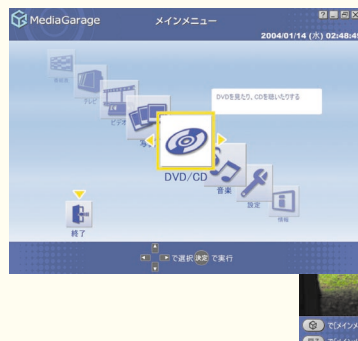 MediaGarage
メインメニュー
2004/01/14 (水) 02:48:4
DVDを見たり、CDを聴いたりする
テレビ
ビデオ
DVD/CD
音楽
設定
情報
終了
で選択 決定 で実行
で[メインメ